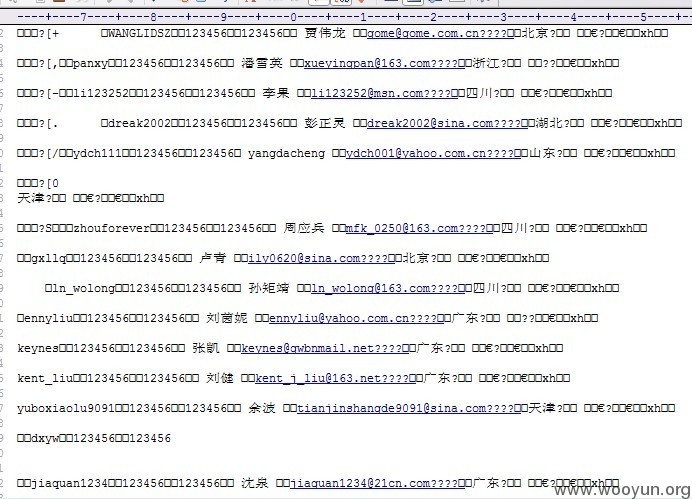 ----+----7----+----8----+----9----+----0----+----1----+----2----+----3----+----4----+----5----+--
□□□?[+ □WANGLIDSZ□□123456□□123456□□ 贾伟龙 □□gome@gome.com.cn????□□北京?□□ □□€?□□€□□xh□□
□□□?[,□□panxy□□123456□□123456□□ 潘雪英 □□xueyingpan@163.com????□□浙江?□□ □□€?□□€□□xh□□
□□□?[-□□li123252□□123456□□123456□□ 李果 □□li123252@msn.com????□□四川?□□ □□€?□□€□□xh□□
□□□?[. □dreak2002□□123456□□123456□□ 彭正灵 □□dreak2002@sina.com????□□湖北?□□ □□€?□□€□□xh□□
□□□?[/□□ydch111□□123456□□123456□ yangdacheng □□ydch001@yahoo.com.cn????□□山东?□□ □□€?□□€□□xh□□
□□□?[0
天津?□□ □□€?□□€□□xh□□
□□□?S□□□zhouforever□□123456□□123456□□ 周应兵 □□mfk_0250@163.com????□□四川?□□ □□€?□□€□□xh□□
□□gxllq□□123456□□123456□□ 卢青 □□ily0620@sina.com????□□北京?□□ □□€?□□€□□xh□□
□ln_wolong□□123456□□123456□□ 孙矩靖 □□ln_wolong@163.com????□□四川?□□ □□€?□□€□□xh□□
□ennyliu□□123456□□123456□□ 刘茵妮 □□ennyliu@yahoo.com.cn????□□广东?□□ □□??□□€□□xh□□
keynes□□123456□□123456□□ 张凯 □□keynes@gwbnmail.net????□□广东?□□ □□€?□□€□□xh□□
kent_liu□□123456□□123456□□ 刘健 □□kent_j_liu@163.net????□□广东?□□ □□€?□□€□□xh□□
yuboxiaolu9091□□123456□□123456□□ 余波 □□tianjinshangde9091@sina.com????□□天津?□□ □□€?□□€□□xh□□
□□dxyw□□123456□□123456
□□jiaquan1234□□123456□□123456□□ 沈泉 □□jiaquan1234@21cn.com????□□广东?□□ □□€?□□€□□xh□□
www.wooyun.org